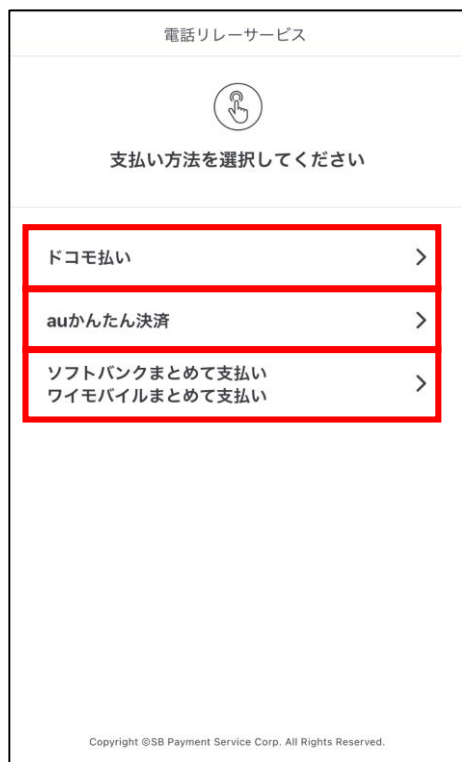 電話リレーサービス
支払い方法を選択してください
ドコモ払い
auかんたん決済
ソフトバンクまとめて支払い
ワイモバイルまとめて支払い
Copyright ©SB Payment Service Corp. All Rights Reserved.